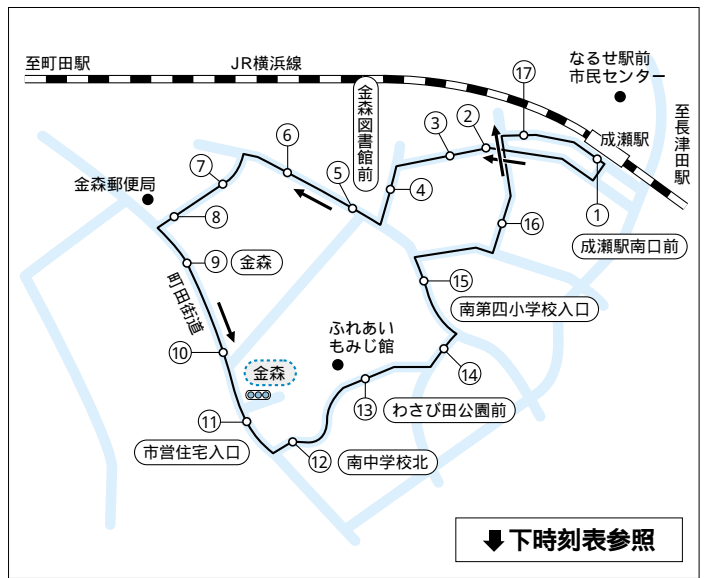 至町田駅
JR横浜線
なるせ駅前
市民センター
至長津田駅
成瀬駅
金森図書館前
⑰
②
③
⑥
⑦
⑤
④
①
金森郵便局
⑧
⑯
成瀬駅南口前
⑨
金森
⑮
町田街道
南第四小学校入口
ふれあい
もみじ館
⑩
⑭
金森
⑬
わさび田公園前
⑪
市営住宅入口
⑫
南中学校北
⬇下時刻表参照